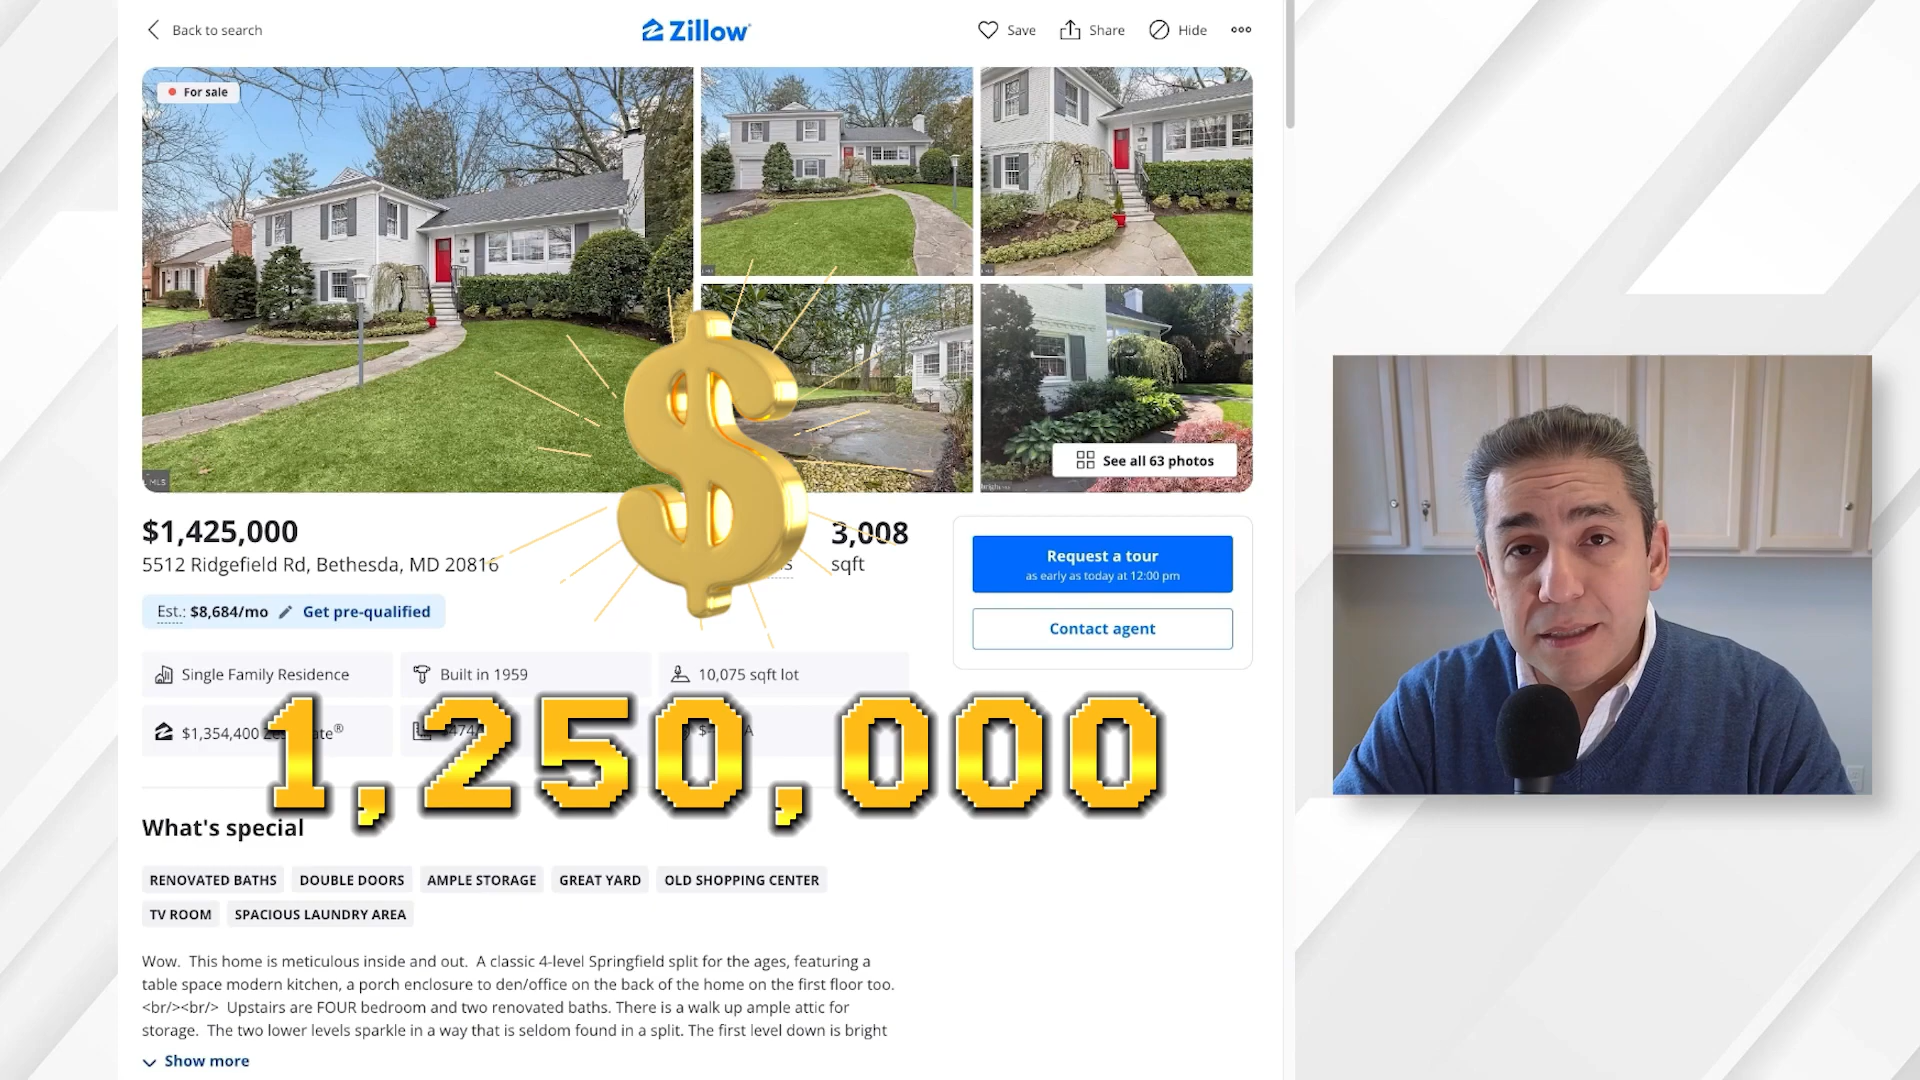 Back to search
Zillow
Save
Share
Hide
For sale
MLS
See all 63 photos
$1,425,000
3,008
5512 Ridgefield Rd, Bethesda, MD 20816
sqft
Request a tour
as early as today at 12:00 pm
Est.: $8,684/mo
Get pre-qualified
Contact agent
Single Family Residence
Built in 1959
10,075 sqft lot
$1,354,400
1,250,000
What's special
RENOVATED BATHS
DOUBLE DOORS
AMPLE STORAGE
GREAT YARD
OLD SHOPPING CENTER
TV ROOM
SPACIOUS LAUNDRY AREA
Wow. This home is meticulous inside and out. A classic 4-level Springfield split for the ages, featuring a
table space modern kitchen, a porch enclosure to den/office on the back of the home on the first floor too.
<br/><br/> Upstairs are FOUR bedroom and two renovated baths. There is a walk up ample attic for
storage. The two lower levels sparkle in a way that is seldom found in a split. The first level down is bright
Show more